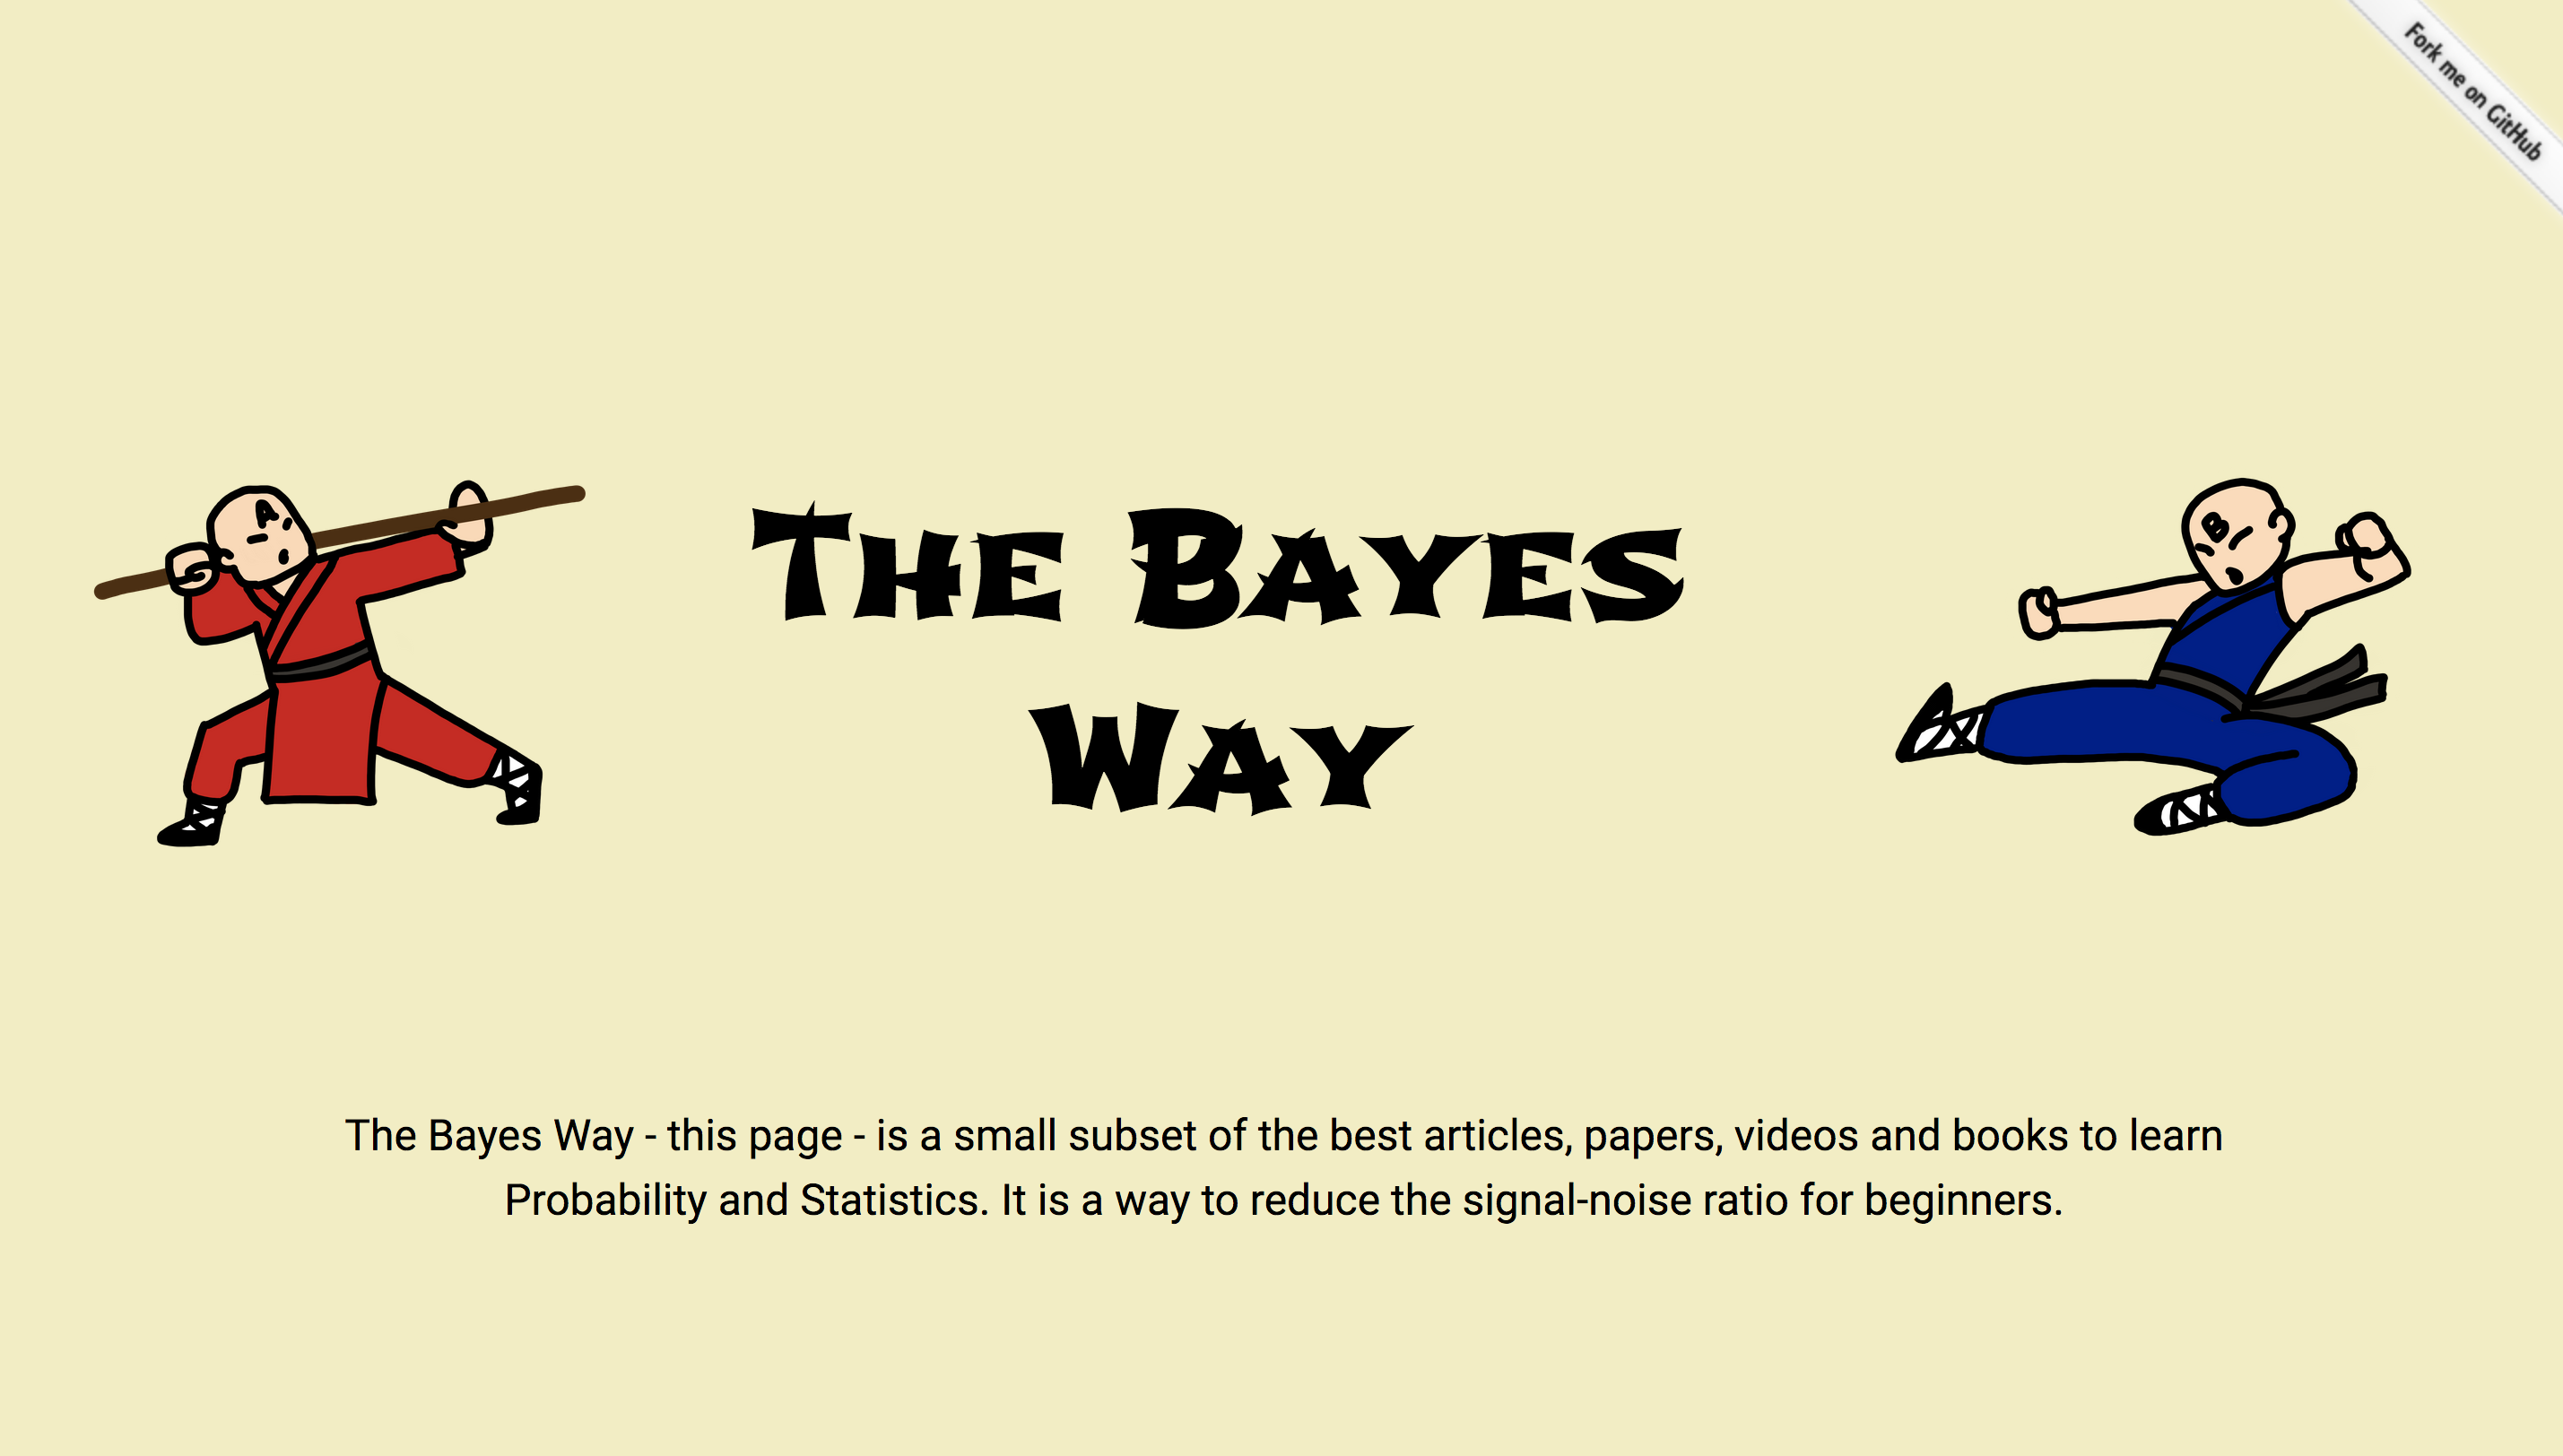 Fork me on GitHub
A
B
The Bayes
Way
The Bayes Way - this page - is a small subset of the best articles, papers, videos and books to learn
Probability and Statistics. It is a way to reduce the signal-noise ratio for beginners.